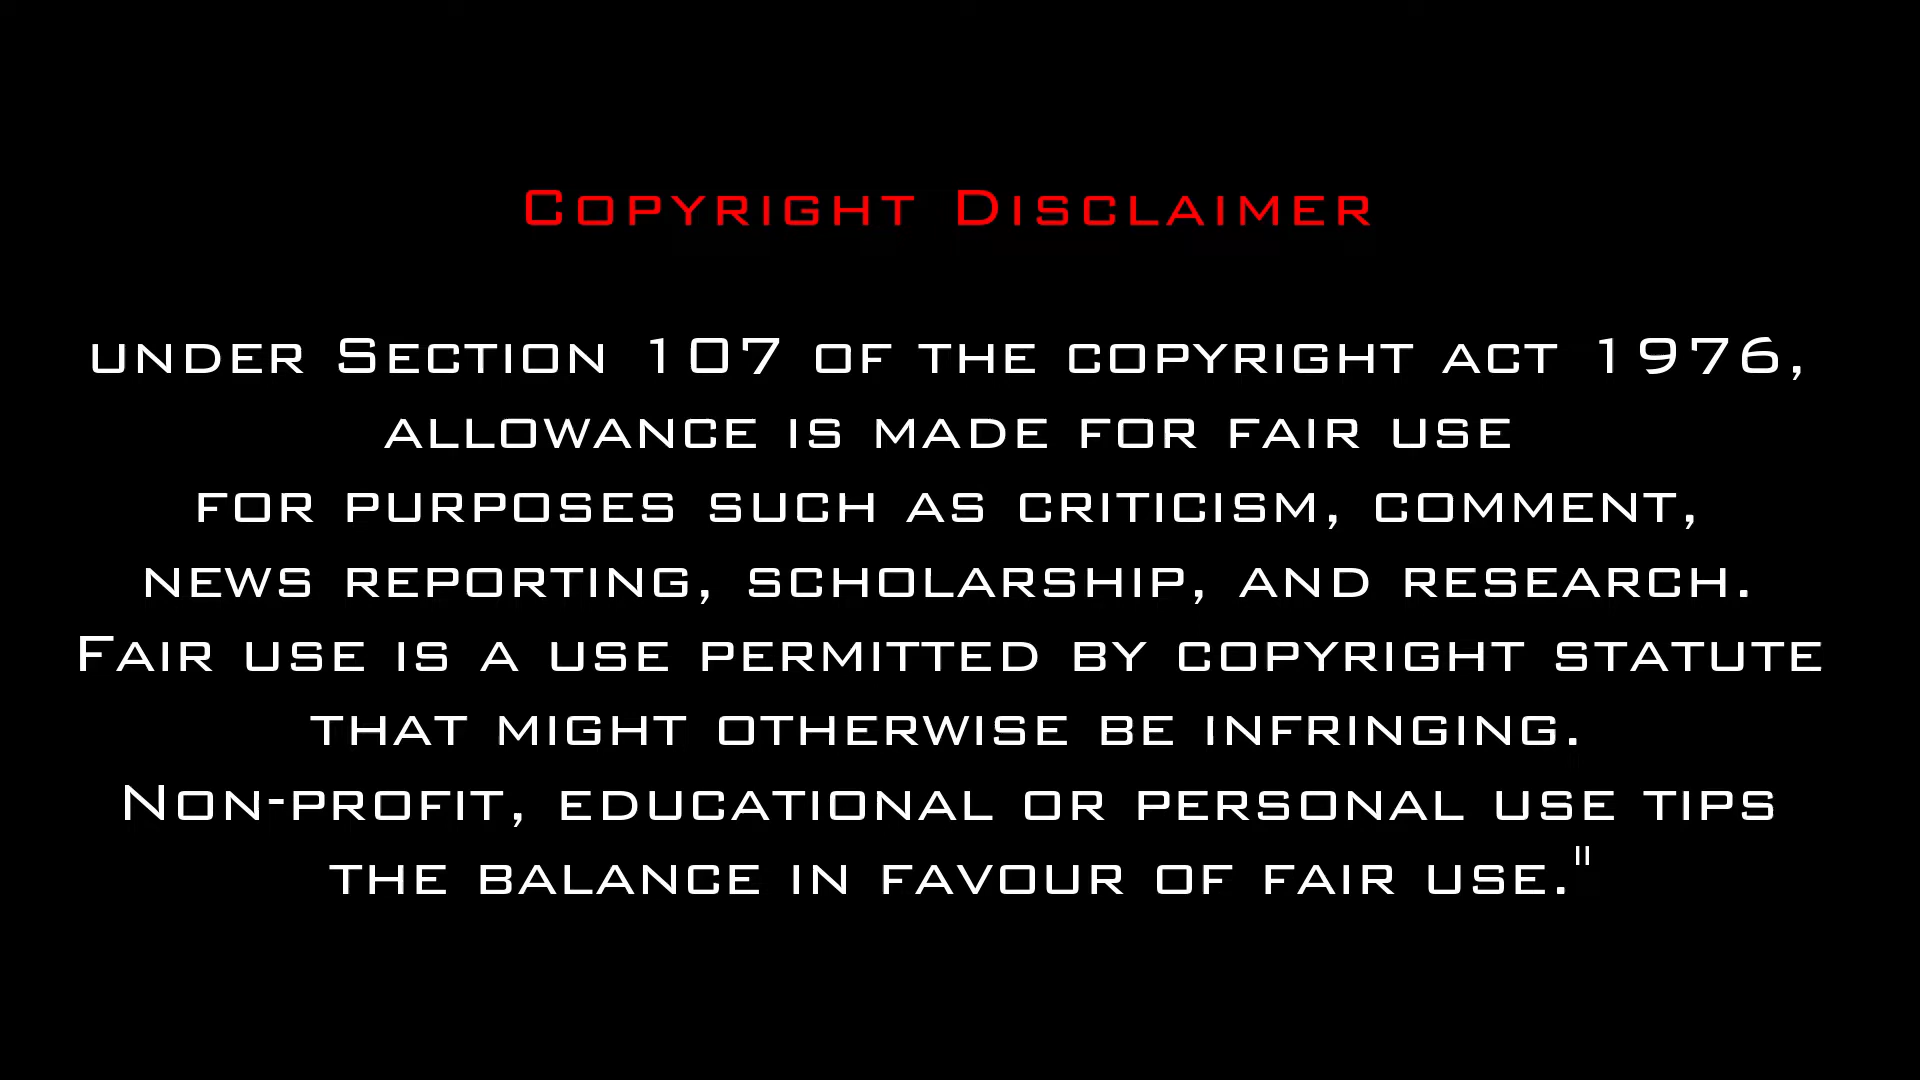 Copyright Disclaimer
under Section 107 of the copyright act 1976,
allowance is made for fair use
for purposes such as criticism, comment,
news reporting, scholarship, and research.
Fair use is a use permitted by copyright statute
that might otherwise be infringing.
Non-profit, educational or personal use tips
the balance in favour of fair use."